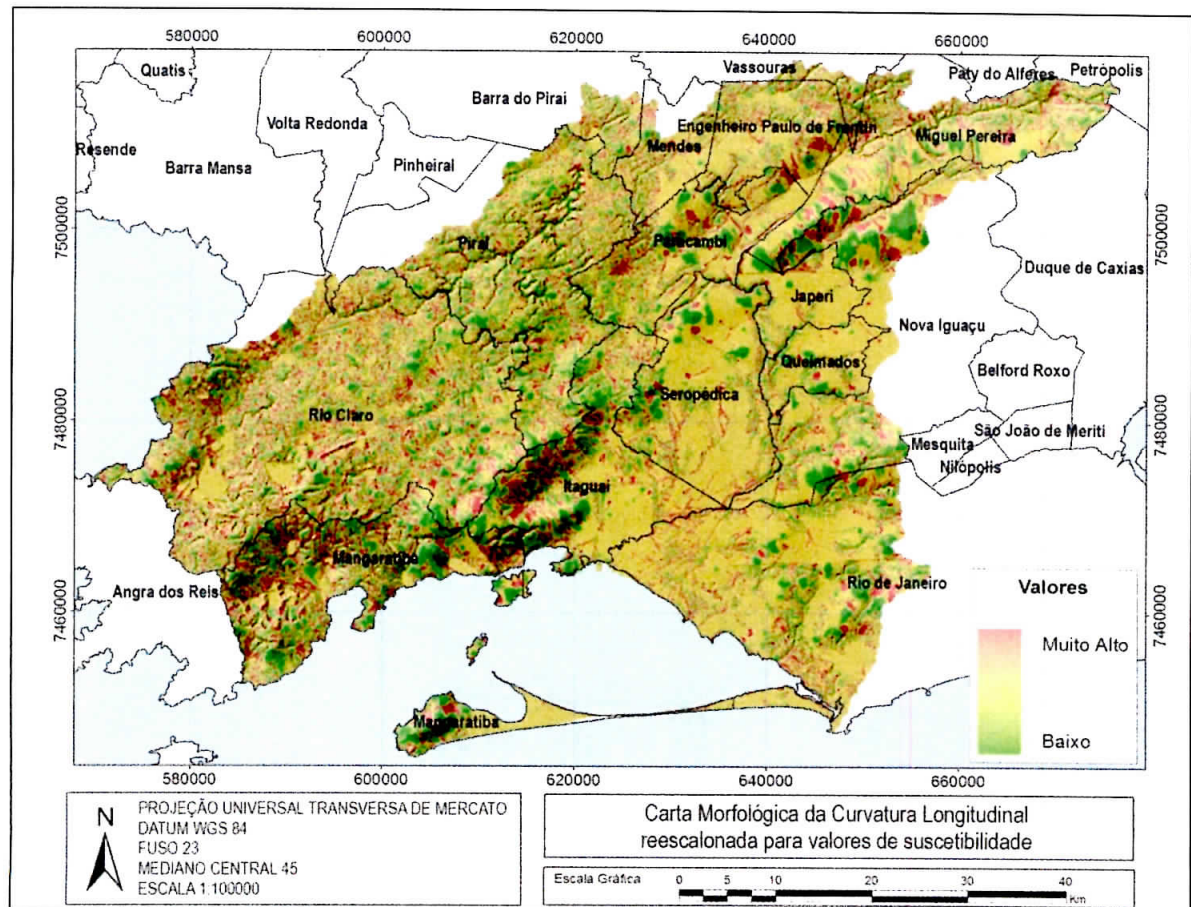 580000 600000 620000 640000 660000
Quatis
Vassouras
Paty do Alferes
Petrópolis
Barra do Pirai
Volta Redonda
Engenheiro Paulo de Frontin
Miguel Pereira
Resende
Barra Mansa
Pinheiral
Mendes
7500000
7500000
Piraí
Paracambi
Duque de Caxias
Japeri
Nova Iguaçu
Queimados
Belford Roxo
Seropédica
7480000
Rio Claro
São João de Meriti
7480000
Mesquita
Nilópolis
Itaguaí
Mangaratiba
Angra dos Reis
Rio de Janeiro
7460000
7460000
Valores
Muito Alto
Baixo
Mangaratiba
580000 600000 620000 640000 660000
N
PROJEÇÃO UNIVERSAL TRANSVERSA DE MERCATO
DATUM WGS 84
FUSO 23
MEDIANO CENTRAL 45
ESCALA 1:100000
Carta Morfológica da Curvatura Longitudinal
reescalonada para valores de suscetibilidade
Escala Gráfica
0 5 10 20 30 40
Km